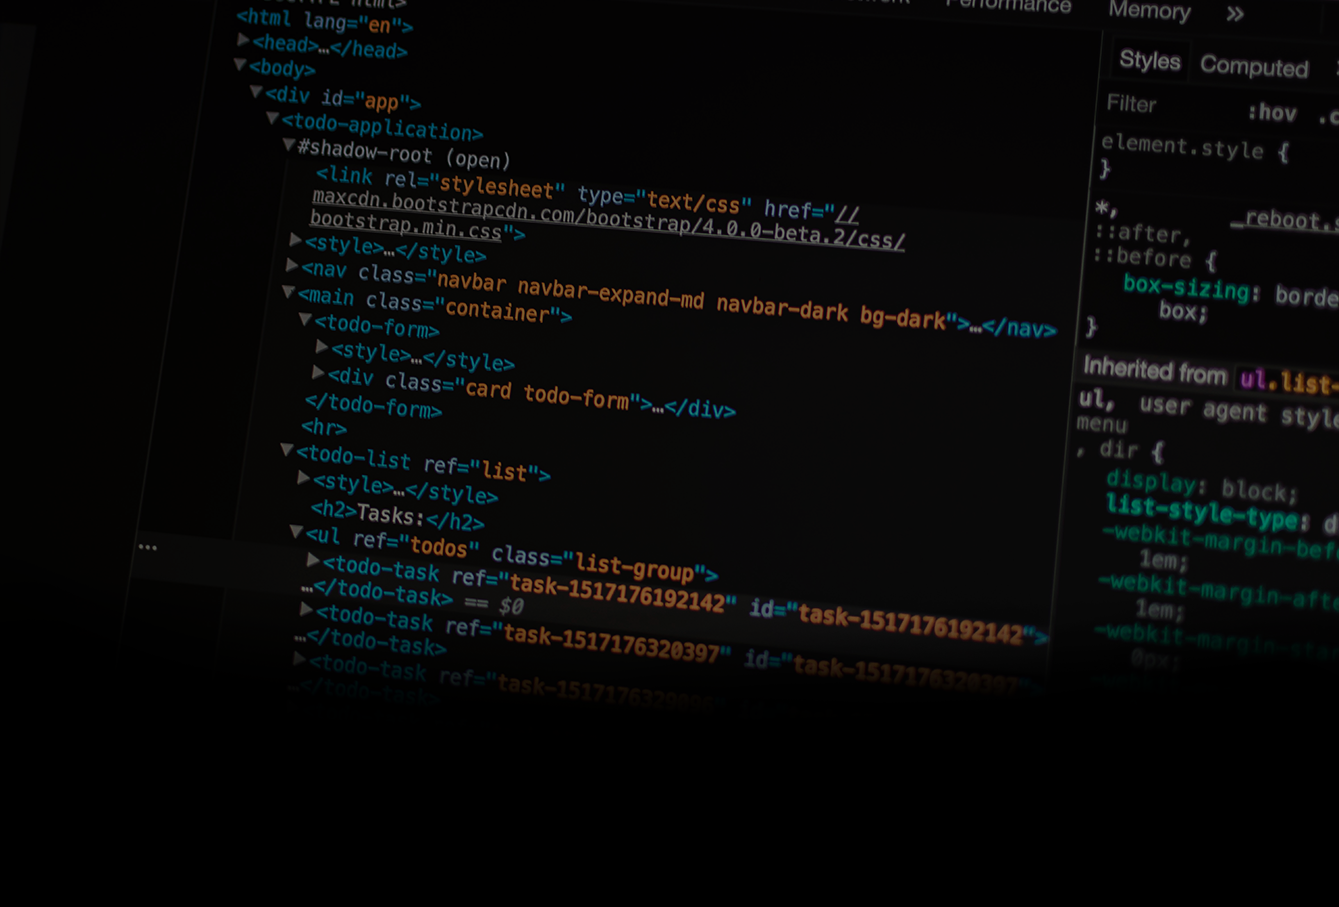 Performance Memory »
<html lang="en">
▶<head>…</head>
▼<body>
▼<div id="app">
▼<todo-application>
▼#shadow-root (open)
<link rel="stylesheet" type="text/css" href="//
maxcdn.bootstrapcdn.com/bootstrap/4.0.0-beta.2/css/
bootstrap.min.css">
▶<style>…</style>
▶<nav class="navbar navbar-expand-md navbar-dark bg-dark">…</nav>
▼<main class="container">
▼<todo-form>
▶<style>…</style>
▶<div class="card todo-form">…</div>
</todo-form>
<hr>
▼<todo-list ref="list">
▶<style>…</style>
<h2>Tasks:</h2>
▼<ul ref="todos" class="list-group">
▶<todo-task ref="task-1517176192142" id="task-1517176192142">
…</todo-task> == $0
▶<todo-task ref="task-1517176320397" id="task-1517176320397">
…</todo-task>
▶<todo-task ref=
…</todo-task>
Styles Computed
Filter :hov .c
element.style {
}
*, _reboot.s
::after,
::before {
box-sizing: borde
box;
}
Inherited from ul.list-
ul, user agent style
menu
, dir {
display: block;
list-style-type: d
-webkit-margin-bef
1em;
-webkit-margin-afte
1em;
-webkit-margin-star
0px;